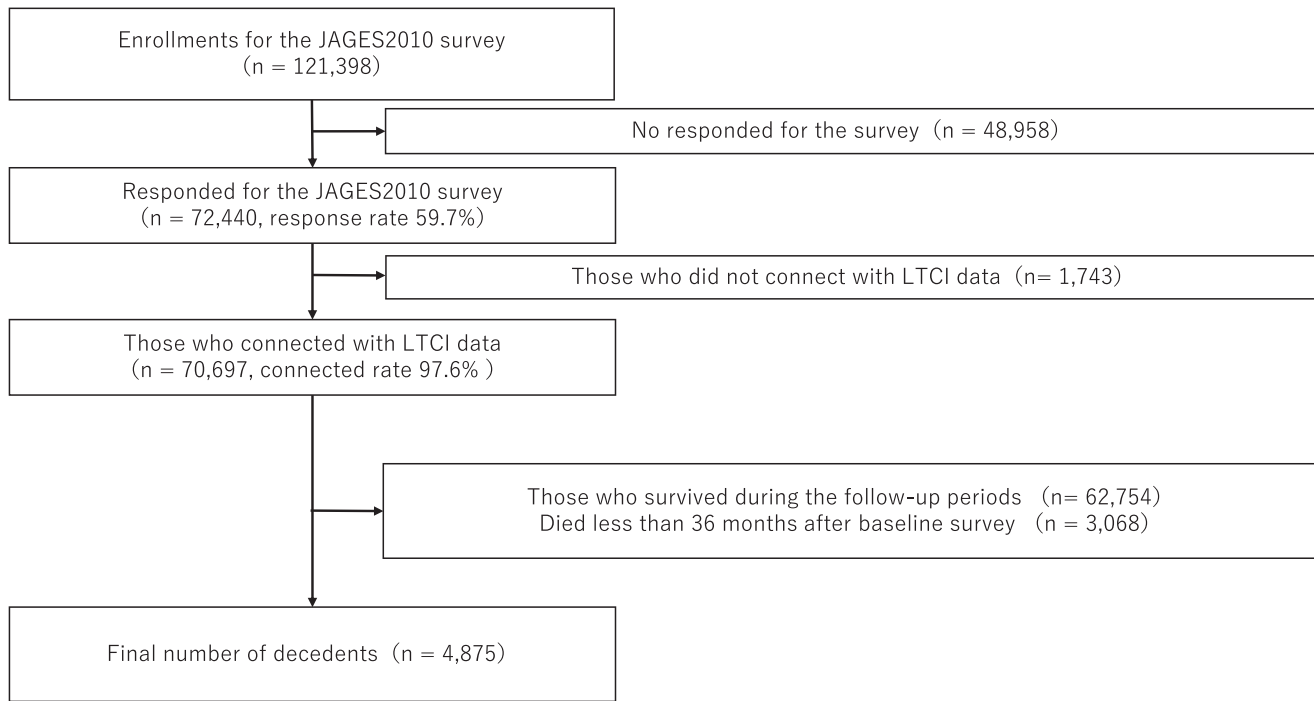 Enrollments for the JAGES2010 survey
(n = 121,398)
No responded for the survey (n = 48,958)
Responded for the JAGES2010 survey
(n = 72,440, response rate 59.7%)
Those who did not connect with LTCI data (n= 1,743)
Those who connected with LTCI data
(n = 70,697, connected rate 97.6% )
Those who survived during the follow-up periods (n= 62,754)
Died less than 36 months after baseline survey (n = 3,068)
Final number of decedents (n = 4,875)